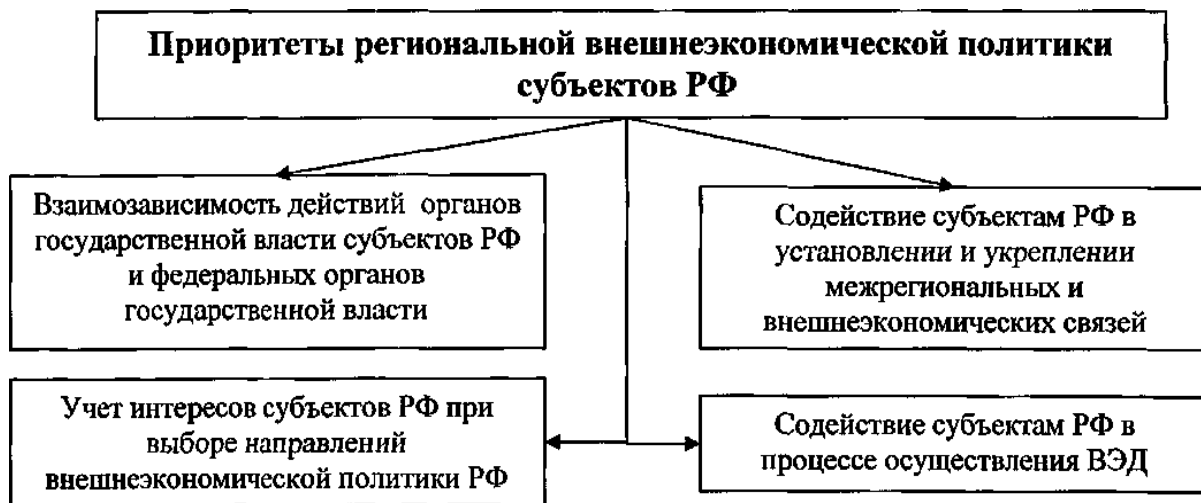 Приоритеты региональной внешнеэкономической политики
субъектов РФ
Взаимозависимость действий органов
государственной власти субъектов РФ
и федеральных органов
государственной власти
Содействие субъектам РФ в
установлении и укреплении
межрегиональных и
внешнеэкономических связей
Учет интересов субъектов РФ при
выборе направлений
внешнеэкономической политики РФ
Содействие субъектам РФ в
процессе осуществления ВЭД